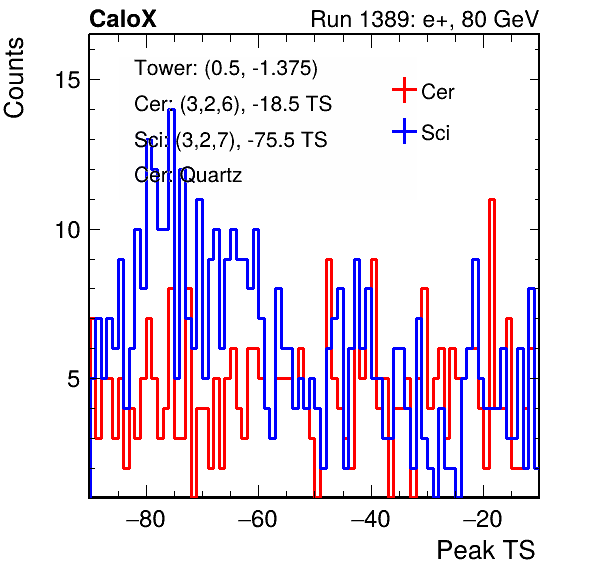 CaloX Run 1389: e+, 80 GeV
Counts
15
10
5
Tower: (0.5, -1.375)
Cer: (3,2,6), -18.5 TS
Sci: (3,2,7), -75.5 TS
Cer: Quartz
Cer
Sci
−80 −60 −40 −20
Peak TS